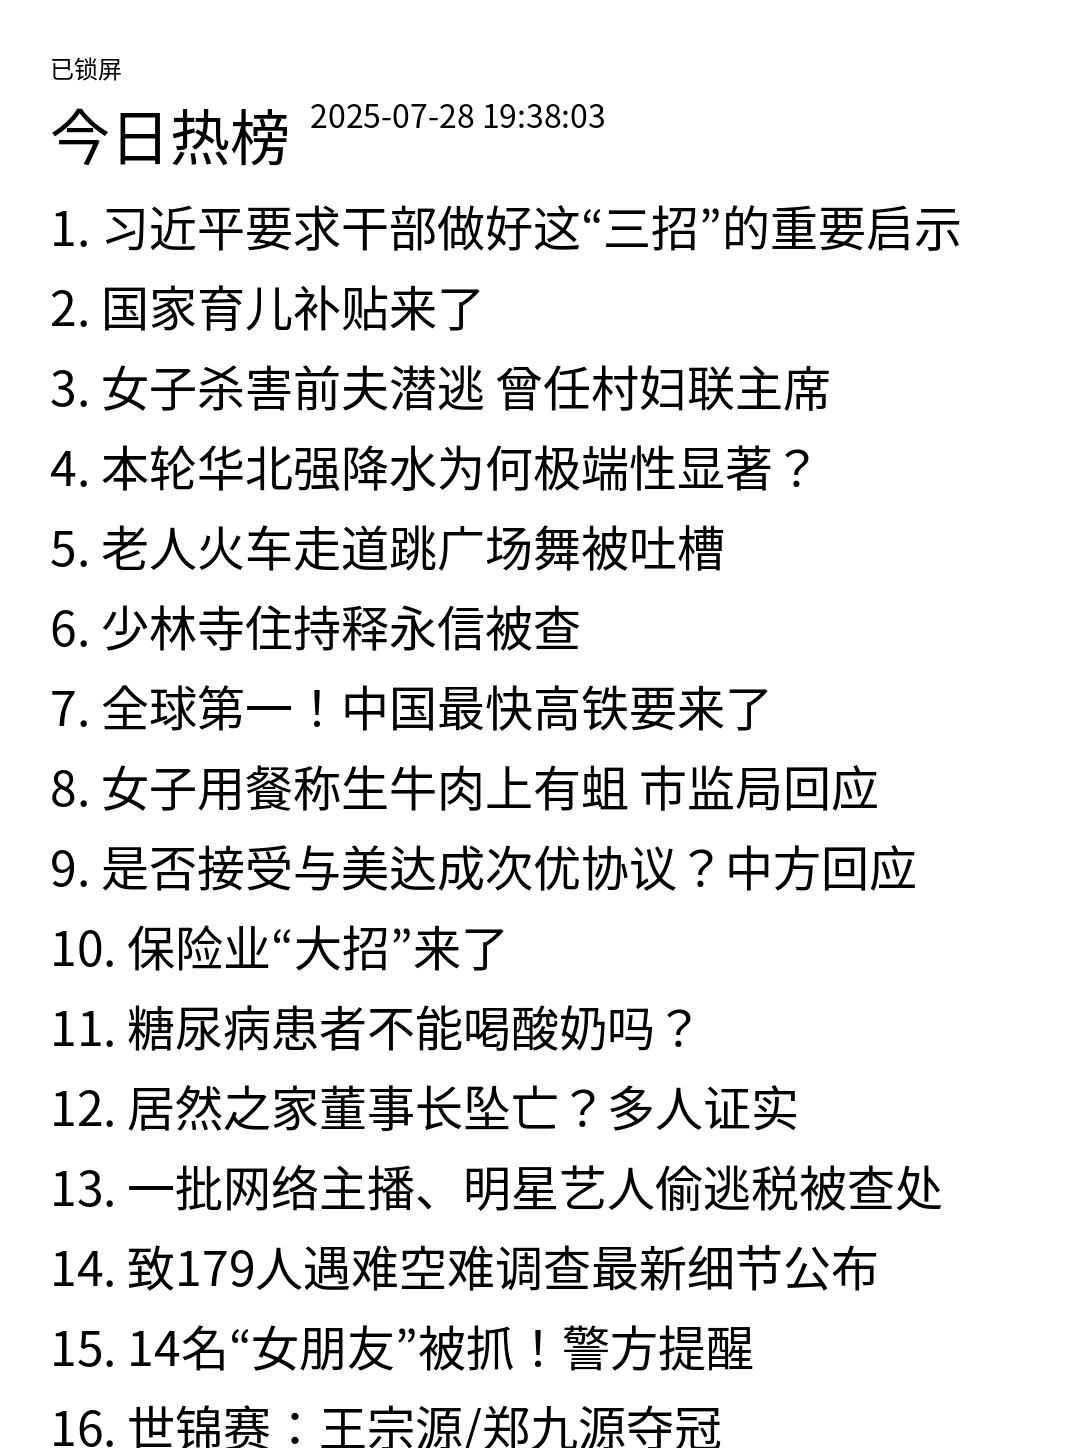 已锁屏
今日热榜 2025-07-28 19:38:03
1. 习近平要求干部做好这“三招”的重要启示
2. 国家育儿补贴来了
3. 女子杀害前夫潜逃 曾任村妇联主席
4. 本轮华北强降水为何极端性显著？
5. 老人火车走道跳广场舞被吐槽
6. 少林寺住持释永信被查
7. 全球第一！中国最快高铁要来了
8. 女子用餐称生牛肉上有蛆 市监局回应
9. 是否接受与美达成次优协议？中方回应
10. 保险业“大招”来了
11. 糖尿病患者不能喝酸奶吗？
12. 居然之家董事长坠亡？多人证实
13. 一批网络主播、明星艺人偷逃税被查处
14. 致179人遇难空难调查最新细节公布
15. 14名“女朋友”被抓！警方提醒
16. 世锦赛：王宗源/郑九源夺冠